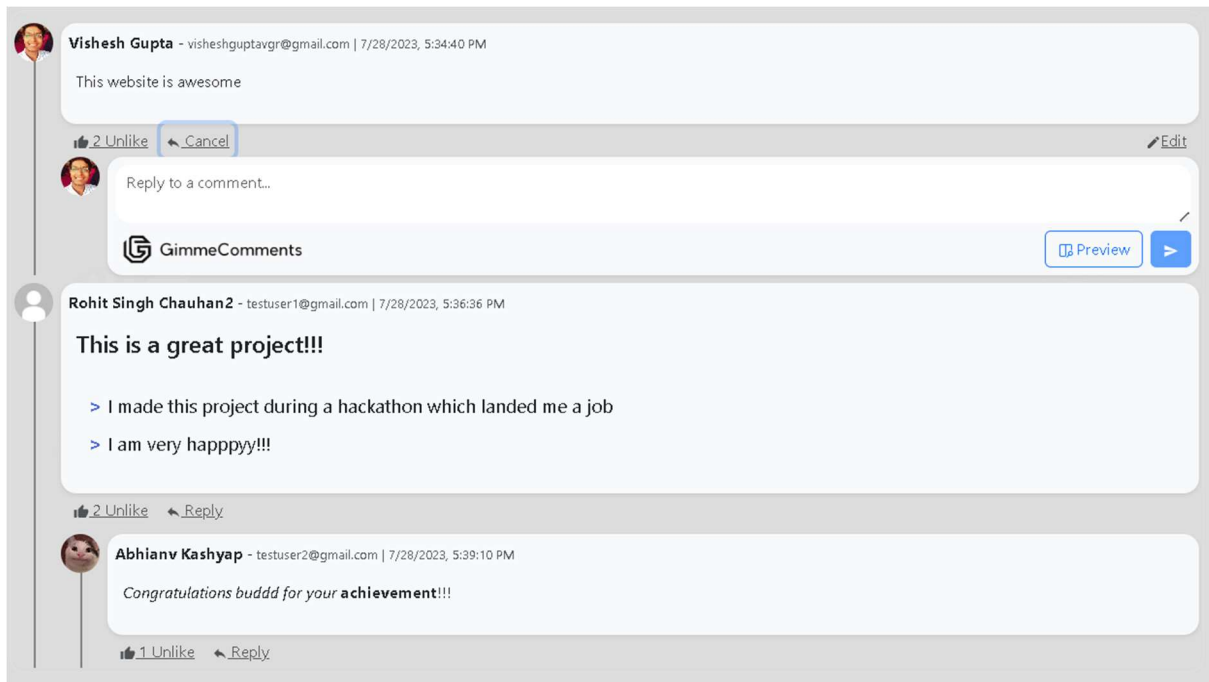 Vishesh Gupta - visheshguptavgr@gmail.com | 7/28/2023, 5:34:40 PM
This website is awesome
2 Unlike Cancel Edit
Reply to a comment...
GimmeComments Preview
Rohit Singh Chauhan2 - testuser1@gmail.com | 7/28/2023, 5:36:36 PM
This is a great project!!!
> I made this project during a hackathon which landed me a job
> I am very happpyy!!!
2 Unlike Reply
Abhianv Kashyap - testuser2@gmail.com | 7/28/2023, 5:39:10 PM
Congratulations buddd for your achievement!!!
1 Unlike Reply